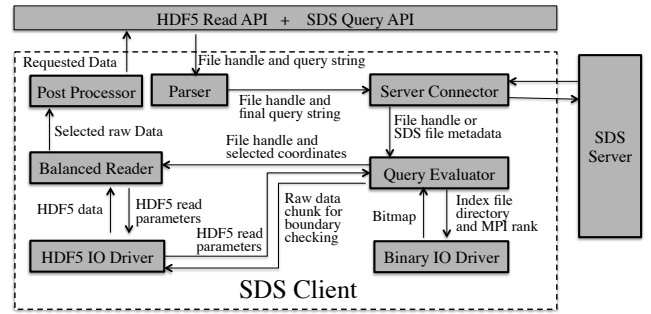 HDF5 Read API + SDS Query API
Requested Data
File handle and query string
Post Processor
Parser
File handle and
final query string
Server Connector
Selected raw Data
File handle or
SDS file metadata
SDS
Server
File handle and
selected coordinates
Balanced Reader
Query Evaluator
HDF5 data
HDF5 read
parameters
HDF5 read
parameters
Raw data
chunk for
boundary
checking
Bitmap
Index file
directory
and MPI rank
HDF5 IO Driver
Binary IO Driver
SDS Client